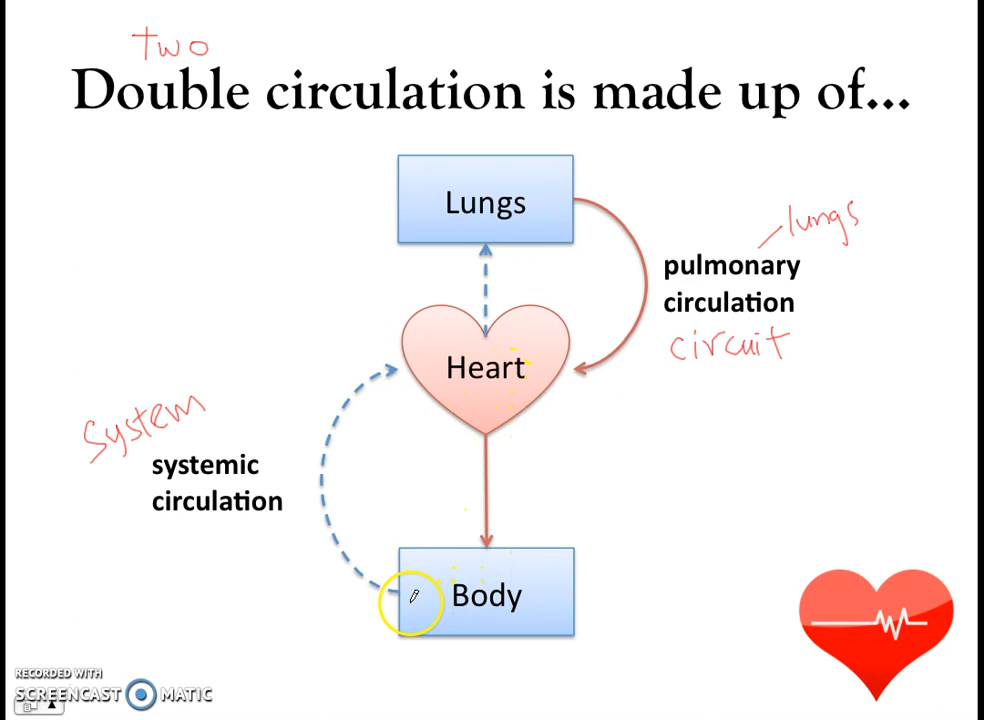 two
Double circulation is made up of...
Lungs
lungs
pulmonary
circulation
circuit
Heart
System
systemic
circulation
Body
RECORDED WITH
SCREENCAST MATIC